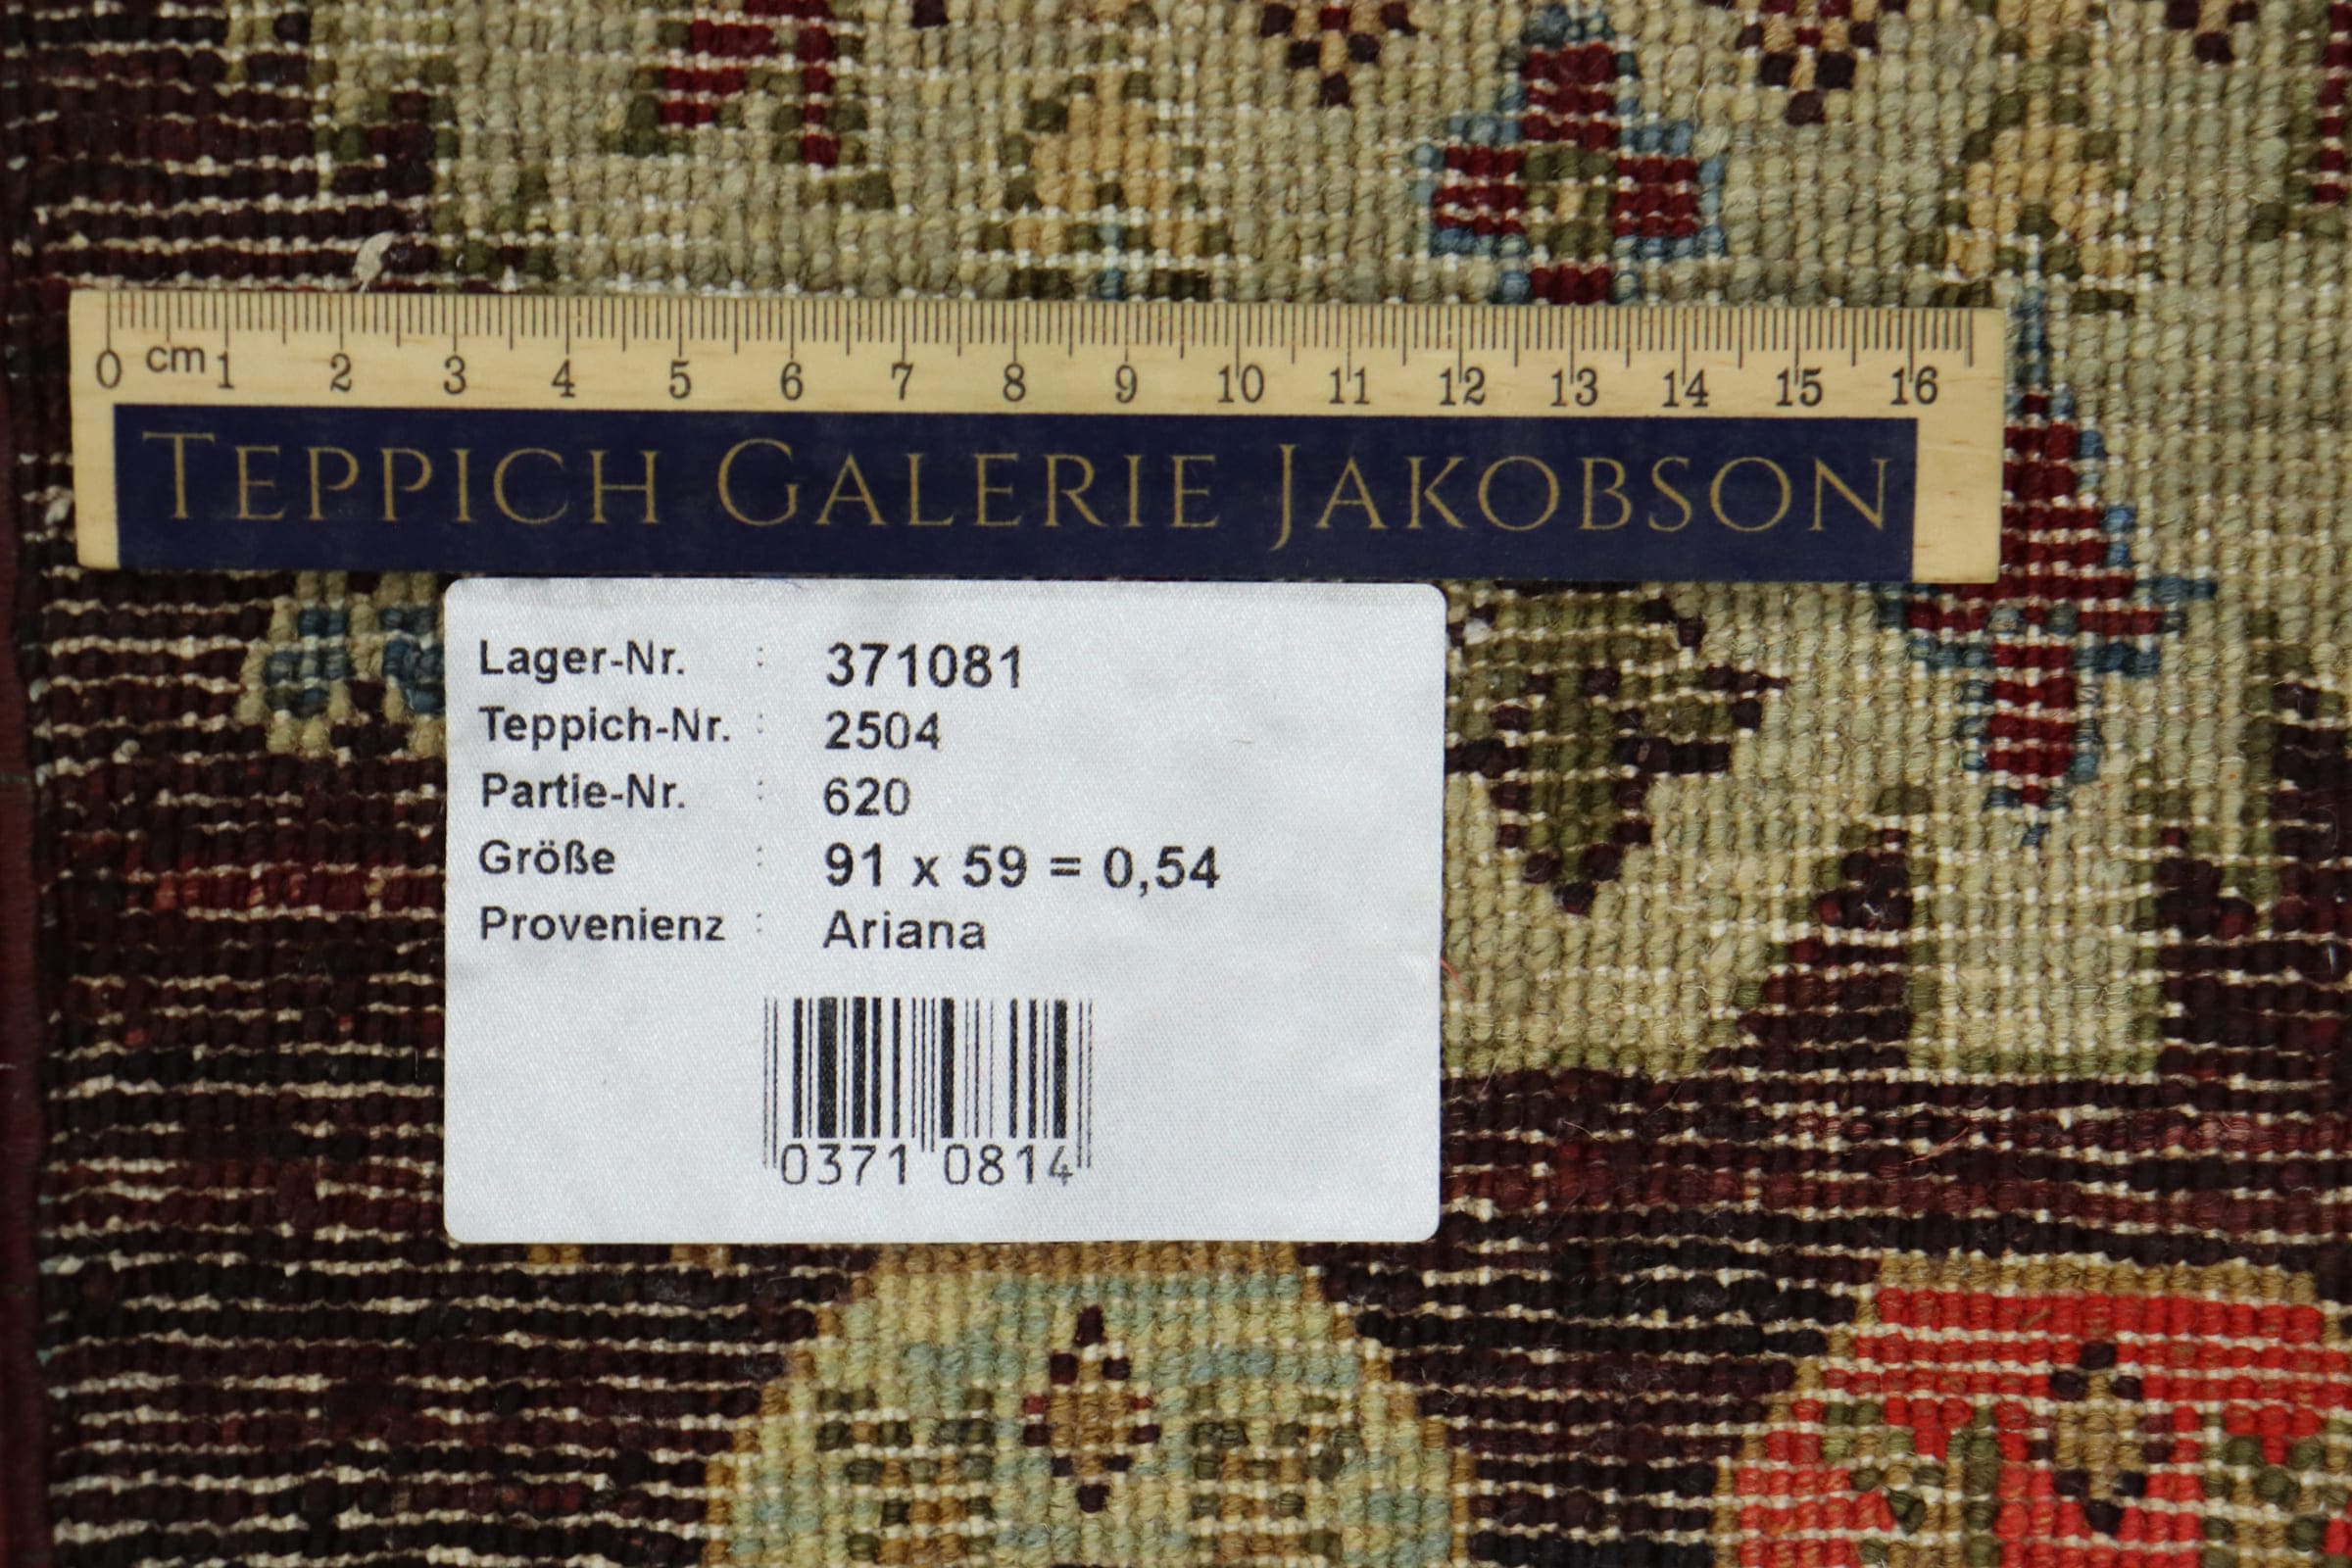 0 cm 1 2 3 4 5 6 7 8 9 10 11 12 13 14 15 16
TEPPICH GALERIE JAKOBSON
Lager-Nr. : 371081
Teppich-Nr. : 2504
Partie-Nr. : 620
Größe : 91 x 59 = 0,54
Provenienz : Ariana
0371 0814